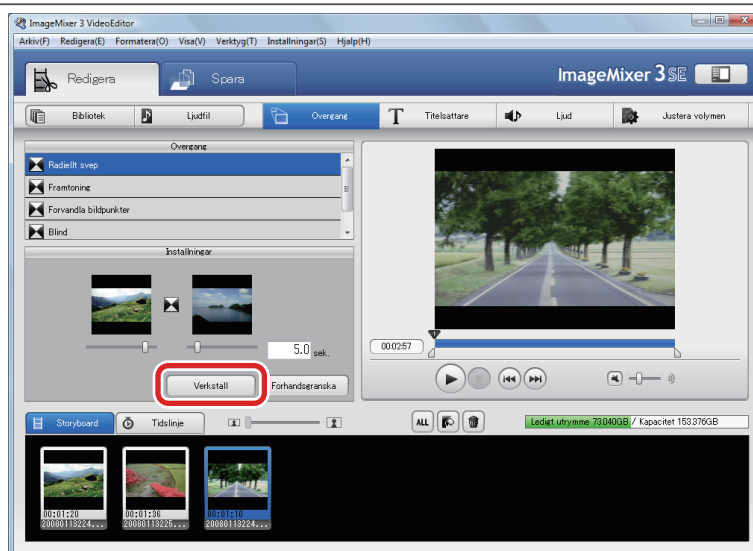 ImageMixer 3 VideoEditor
Arkiv(F) Redigera(E) Formatera(O) Visa(V) Verktyg(T) Installningar(S) Hjalp(H)
Redigera Spara ImageMixer 3 SE
Bibliotek Ljudfil Overgang T Titelsattare Ljud Justera volymen
Overgang
Radiellt svep
Framtoning
Forvandla bildpunkter
Blind
Installningar
5.0 sek.
Verkstall Forhandsgranska
00:02:57
Storyboard Tidslinje ALL Ledigt utrymme 73.040GB / Kapacitet 153.376GB
00:01:20 00:01:36 00:01:10
20080113224... 20080113225... 20080113224...